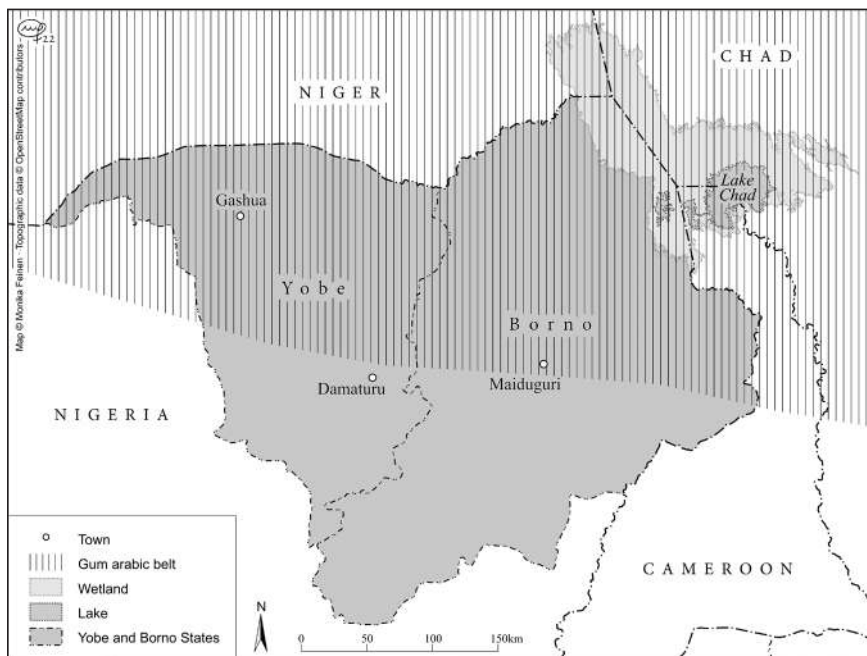 22
Map © Monika Feinen · Topographic data © OpenStreetMap contributors ·
NIGER
CHAD
Lake
Chad
Gashua
Yobe
Borno
Damaturu
Maiduguri
NIGERIA
CAMEROON
Town
Gum arabic belt
Wetland
Lake
Yobe and Borno States
N
0 50 100 150km